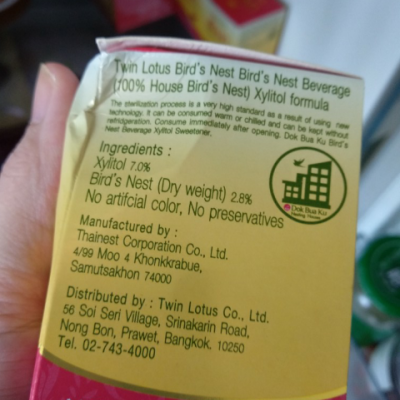 Twin Lotus Bird's Nest Bird's Nest Beverage
(100% House Bird's Nest) Xylitol formula
The sterilization process is a very high standard as a result of using new
technology. It can be consumed warm or chilled and can be kept without
refridgeration. Consume immediately after opening. Dok Bua Ku Bird's
Nest Beverage Xylitol Sweetener.
Ingredients :
Xylitol 7.0%
Bird's Nest (Dry weight) 2.8%
No artifcial color, No preservatives
Dok Bua Ku
Manufactured by :
Thainest Corporation Co., Ltd.
4/99 Moo 4 Khonkkrabue,
Samutsakhon 74000
Distributed by : Twin Lotus Co., Ltd.
56 Soi Seri Village, Srinakarin Road,
Nong Bon, Prawet, Bangkok. 10250
Tel. 02-743-4000